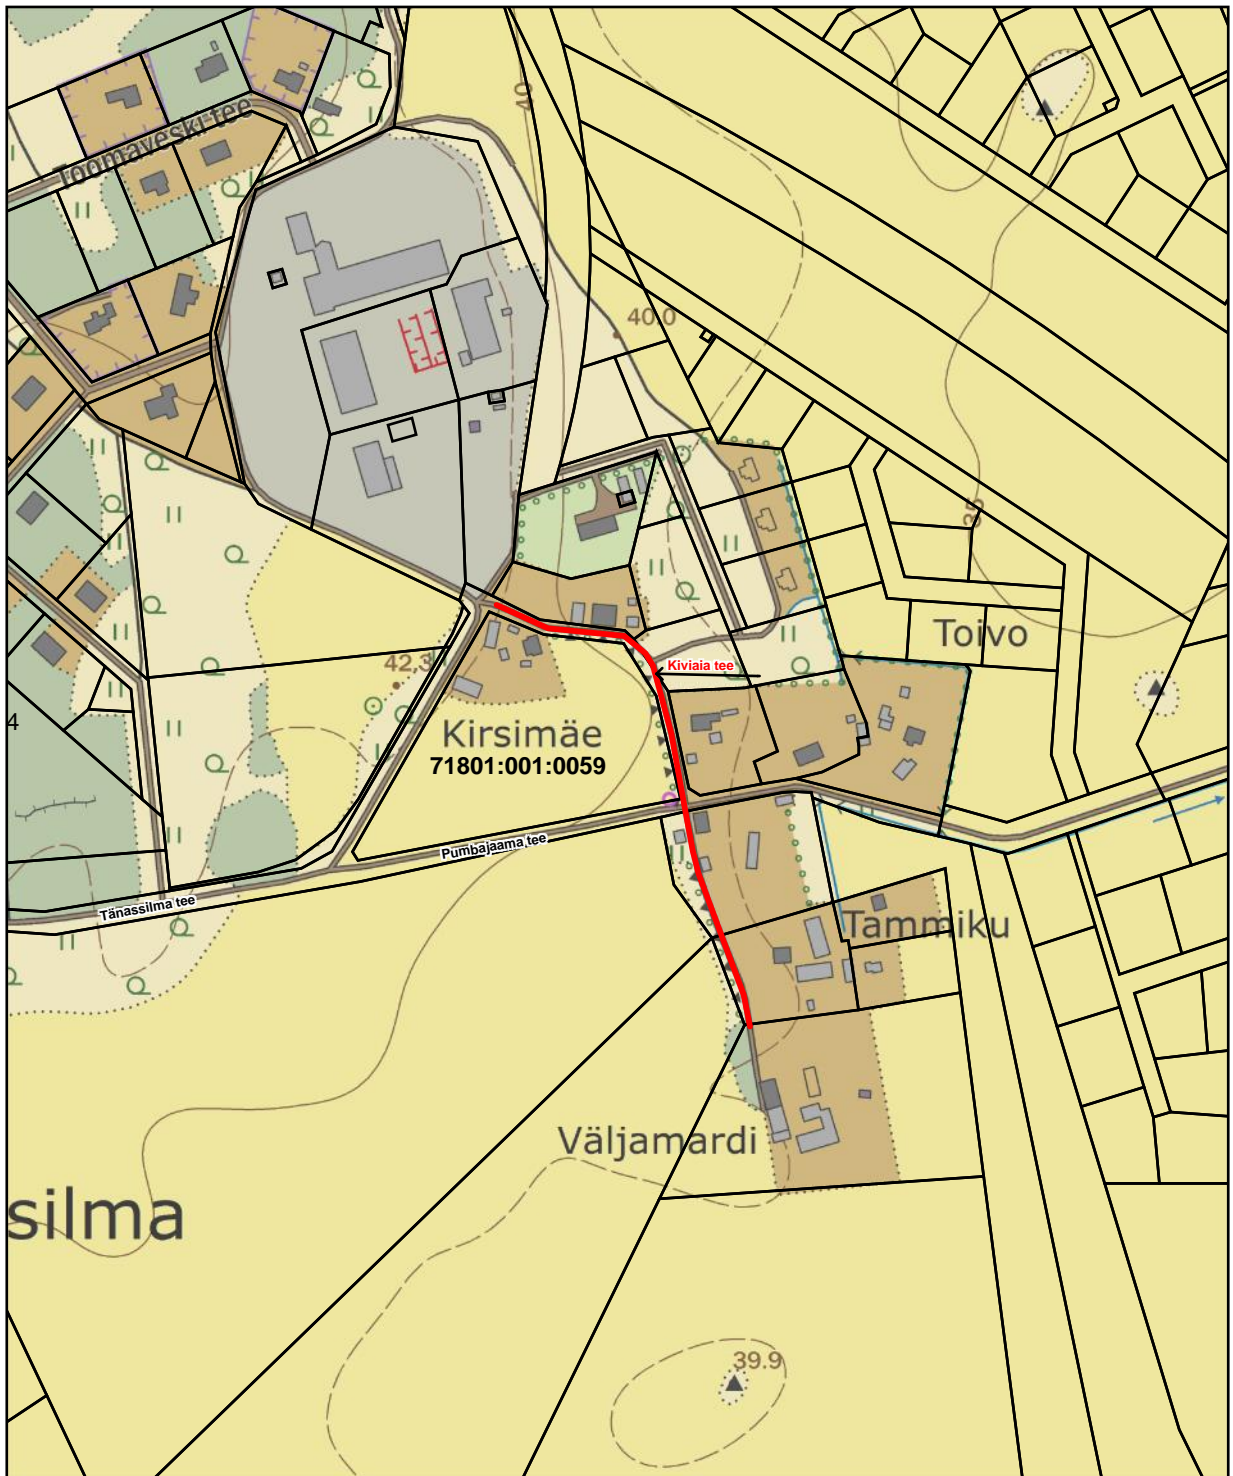 Toomaveski tee
40
40.0
35
Toivo
Kiviaia tee
42,3
4
Kirsimäe
71801:001:0059
Pumbajaama tee
Tänassilma tee
Tammiku
Väljamardi
silma
39.9